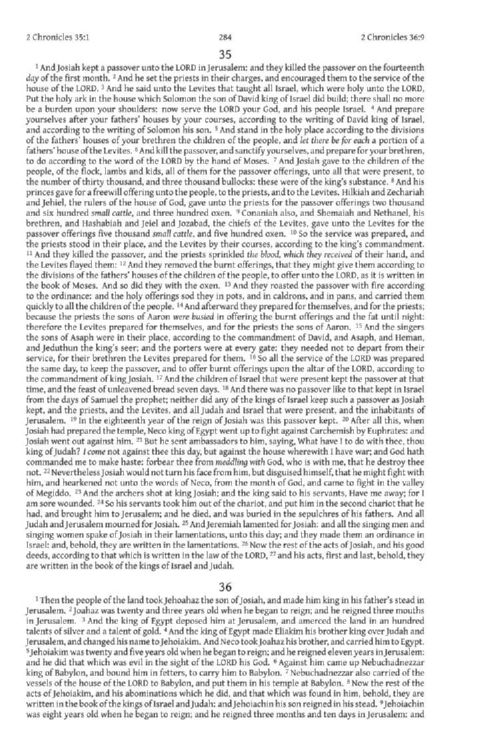 2 Chronicles 35:1 284 2 Chronicles 36:9
35
1 And Josiah kept a passover unto the LORD in Jerusalem: and they killed the passover on the fourteenth
day of the first month. 2 And he set the priests in their charges, and encouraged them to the service of the
house of the LORD. 3 And he said unto the Levites that taught all Israel, which were holy unto the LORD,
Put the holy ark in the house which Solomon the son of David king of Israel did build; there shall no more
be a burden upon your shoulders: now serve the LORD your God, and his people Israel. 4 And prepare
yourselves after your fathers' houses by your courses, according to the writing of David king of Israel,
and according to the writing of Solomon his son. 5 And stand in the holy place according to the divisions
of the fathers' houses of your brethren the children of the people, and let there be for each a portion of a
fathers' house of the Levites. 6 And kill the passover, and sanctify yourselves, and prepare for your brethren,
to do according to the word of the LORD by the hand of Moses. 7 And Josiah gave to the children of the
people, of the flock, lambs and kids, all of them for the passover offerings, unto all that were present, to
the number of thirty thousand, and three thousand bullocks: these were of the king's substance. 8 And his
princes gave for a freewill offering unto the people, to the priests, and to the Levites. Hilkiah and Zechariah
and Jehiel, the rulers of the house of God, gave unto the priests for the passover offerings two thousand
and six hundred small cattle, and three hundred oxen. 9 Conaniah also, and Shemaiah and Nethanel, his
brethren, and Hashabiah and Jeiel and Jozabad, the chiefs of the Levites, gave unto the Levites for the
passover offerings five thousand small cattle, and five hundred oxen. 10 So the service was prepared, and
the priests stood in their place, and the Levites by their courses, according to the king's commandment.
11 And they killed the passover, and the priests sprinkled the blood, which they received of their hand, and
the Levites flayed them: 12 And they removed the burnt offerings, that they might give them according to
the divisions of the fathers' houses of the children of the people, to offer unto the LORD, as it is written in
the book of Moses. And so did they with the oxen. 13 And they roasted the passover with fire according
to the ordinance: and the holy offerings sod they in pots, and in caldrons, and in pans, and carried them
quickly to all the children of the people. 14 And afterward they prepared for themselves, and for the priests;
because the priests the sons of Aaron were busied in offering the burnt offerings and the fat until night:
therefore the Levites prepared for themselves, and for the priests the sons of Aaron. 15 And the singers
the sons of Asaph were in their place, according to the commandment of David, and Asaph, and Heman,
and Jeduthun the king's seer; and the porters were at every gate: they needed not to depart from their
service, for their brethren the Levites prepared for them. 16 So all the service of the LORD was prepared
the same day, to keep the passover, and to offer burnt offerings upon the altar of the LORD, according to
the commandment of king Josiah. 17 And the children of Israel that were present kept the passover at that
time, and the feast of unleavened bread seven days. 18 And there was no passover like to that kept in Israel
from the days of Samuel the prophet; neither did any of the kings of Israel keep such a passover as Josiah
kept, and the priests, and the Levites, and all Judah and Israel that were present, and the inhabitants of
Jerusalem. 19 In the eighteenth year of the reign of Josiah was this passover kept. 20 After all this, when
Josiah had prepared the temple, Neco king of Egypt went up to fight against Carchemish by Euphrates: and
Josiah went out against him. 21 But he sent ambassadors to him, saying, What have I to do with thee, thou
king of Judah? I come not against thee this day, but against the house wherewith I have war; and God hath
commanded me to make haste: forbear thee from meddling with God, who is with me, that he destroy thee
not. 22 Nevertheless Josiah would not turn his face from him, but disguised himself, that he might fight with
him, and hearkened not unto the words of Neco, from the mouth of God, and came to fight in the valley
of Megiddo. 23 And the archers shot at king Josiah; and the king said to his servants, Have me away; for I
am sore wounded. 24 So his servants took him out of the chariot, and put him in the second chariot that he
had, and brought him to Jerusalem; and he died, and was buried in the sepulchres of his fathers. And all
Judah and Jerusalem mourned for Josiah. 25 And Jeremiah lamented for Josiah: and all the singing men and
singing women spake of Josiah in their lamentations, unto this day; and they made them an ordinance in
Israel: and, behold, they are written in the lamentations. 26 Now the rest of the acts of Josiah, and his good
deeds, according to that which is written in the law of the LORD, 27 and his acts, first and last, behold, they
are written in the book of the kings of Israel and Judah.
36
1 Then the people of the land took Jehoahaz the son of Josiah, and made him king in his father's stead in
Jerusalem. 2 Joahaz was twenty and three years old when he began to reign; and he reigned three months
in Jerusalem. 3 And the king of Egypt deposed him at Jerusalem, and amerced the land in an hundred
talents of silver and a talent of gold. 4 And the king of Egypt made Eliakim his brother king over Judah and
Jerusalem, and changed his name to Jehoiakim. And Neco took Joahaz his brother, and carried him to Egypt.
5 Jehoiakim was twenty and five years old when he began to reign; and he reigned eleven years in Jerusalem:
and he did that which was evil in the sight of the LORD his God. 6 Against him came up Nebuchadnezzar
king of Babylon, and bound him in fetters, to carry him to Babylon. 7 Nebuchadnezzar also carried of the
vessels of the house of the LORD to Babylon, and put them in his temple at Babylon. 8 Now the rest of the
acts of Jehoiakim, and his abominations which he did, and that which was found in him, behold, they are
written in the book of the kings of Israel and Judah: and Jehoiachin his son reigned in his stead. 9 Jehoiachin
was eight years old when he began to reign; and he reigned three months and ten days in Jerusalem: and